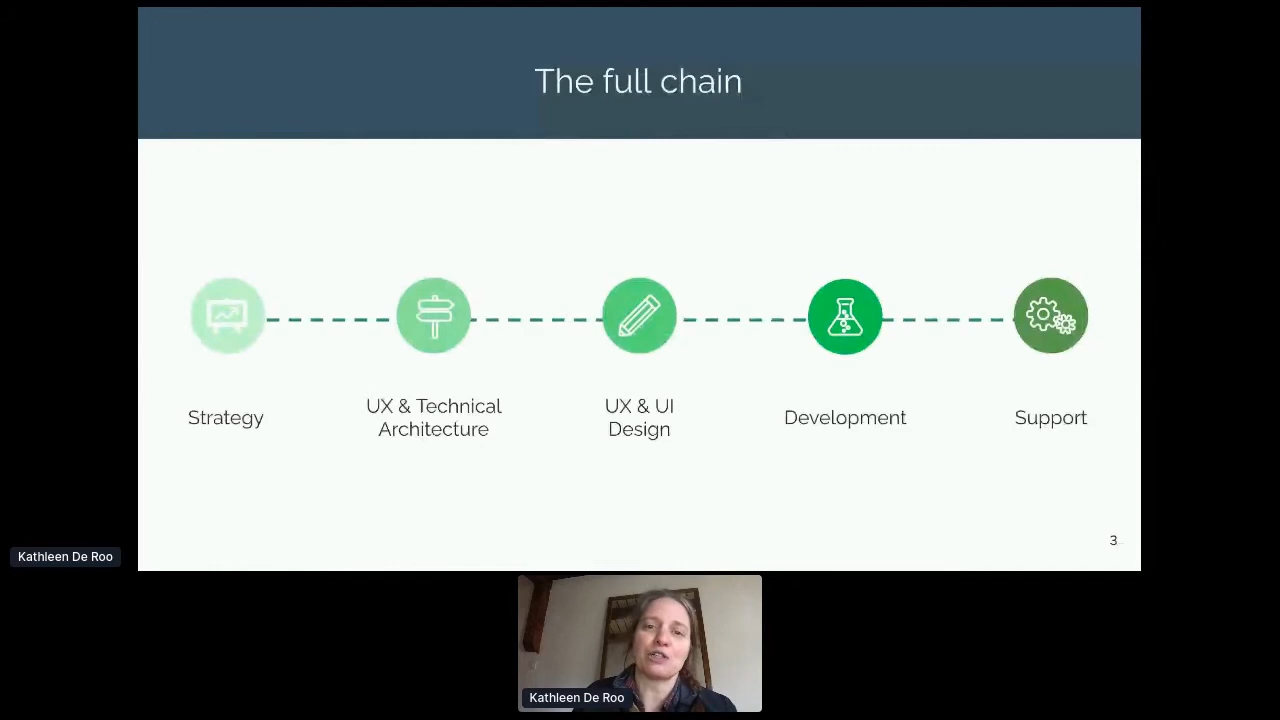 The full chain
Strategy
UX & Technical
Architecture
UX & UI
Design
Development
Support
3
Kathleen De Roo
Kathleen De Roo